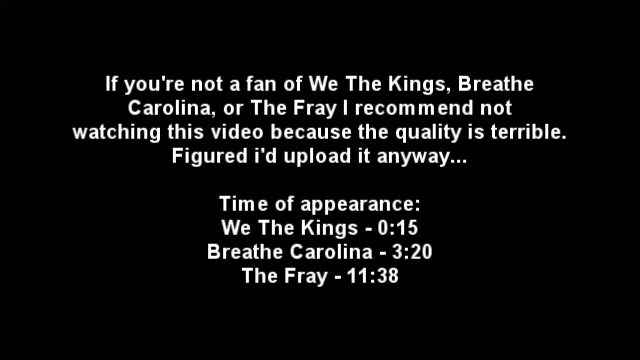 If you're not a fan of We The Kings, Breathe
Carolina, or The Fray I recommend not
watching this video because the quality is terrible.
Figured i'd upload it anyway...
Time of appearance:
We The Kings - 0:15
Breathe Carolina - 3:20
The Fray - 11:38